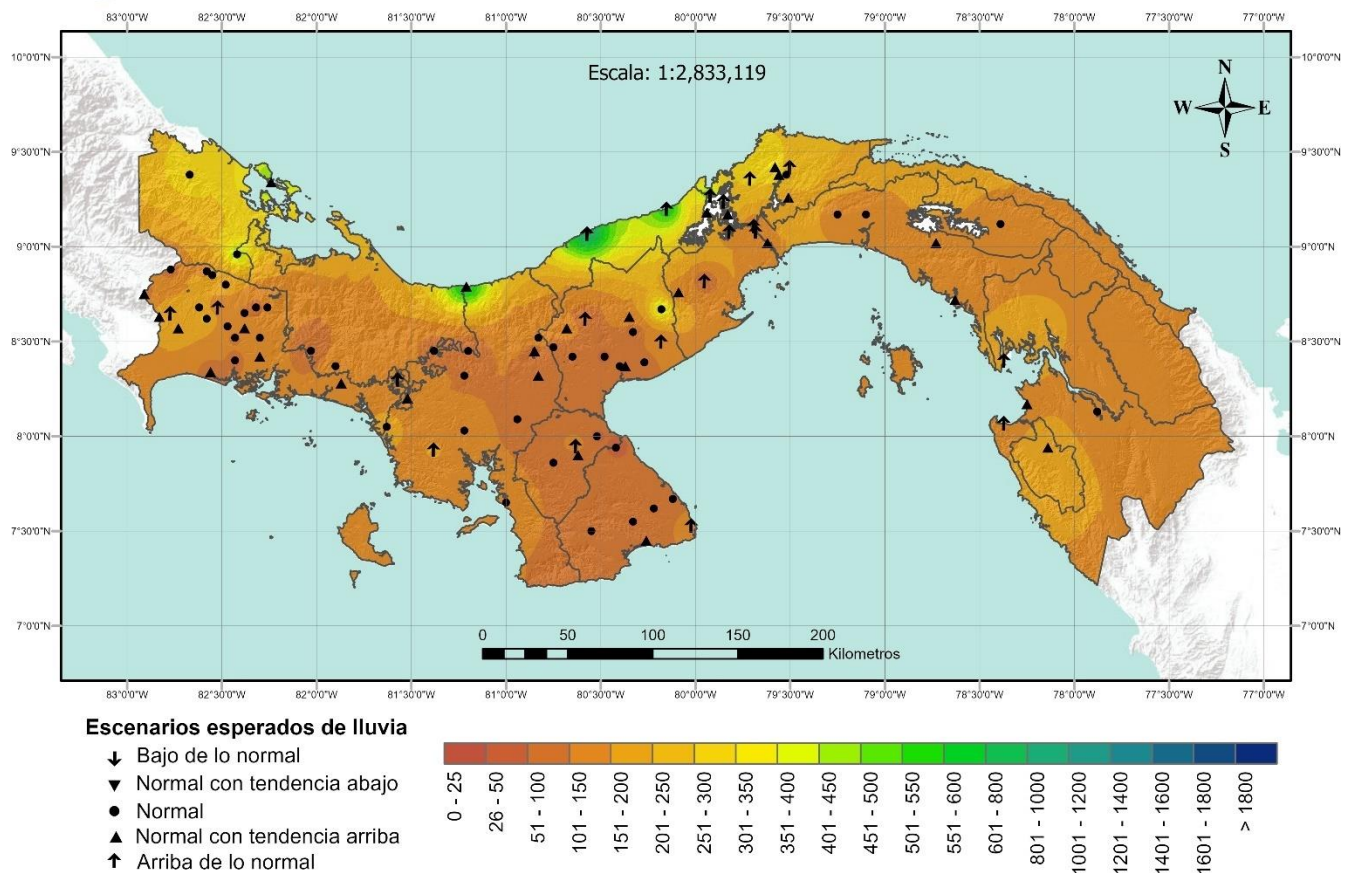 83°0'0"W 82°30'0"W 82°0'0"W 81°30'0"W 81°0'0"W 80°30'0"W 80°0'0"W 79°30'0"W 79°0'0"W 78°30'0"W 78°0'0"W 77°30'0"W 77°0'0"W
10°0'0"N 10°0'0"N
Escala: 1:2,833,119
N
W E
S
9°30'0"N 9°30'0"N
9°0'0"N 9°0'0"N
8°30'0"N 8°30'0"N
8°0'0"N 8°0'0"N
7°30'0"N 7°30'0"N
7°0'0"N 7°0'0"N
0 50 100 150 200
Kilometros
83°0'0"W 82°30'0"W 82°0'0"W 81°30'0"W 81°0'0"W 80°30'0"W 80°0'0"W 79°30'0"W 79°0'0"W 78°30'0"W 78°0'0"W 77°30'0"W 77°0'0"W
Escenarios esperados de lluvia
Bajo de lo normal
Normal con tendencia abajo
Normal
Normal con tendencia arriba
Arriba de lo normal
0 - 25
26 - 50
51 - 100
101 - 150
151 - 200
201 - 250
251 - 300
301 - 350
351 - 400
401 - 450
451 - 500
501 - 550
551 - 600
601 - 800
801 - 1000
1001 - 1200
1201 - 1400
1401 - 1600
1601 - 1800
> 1800